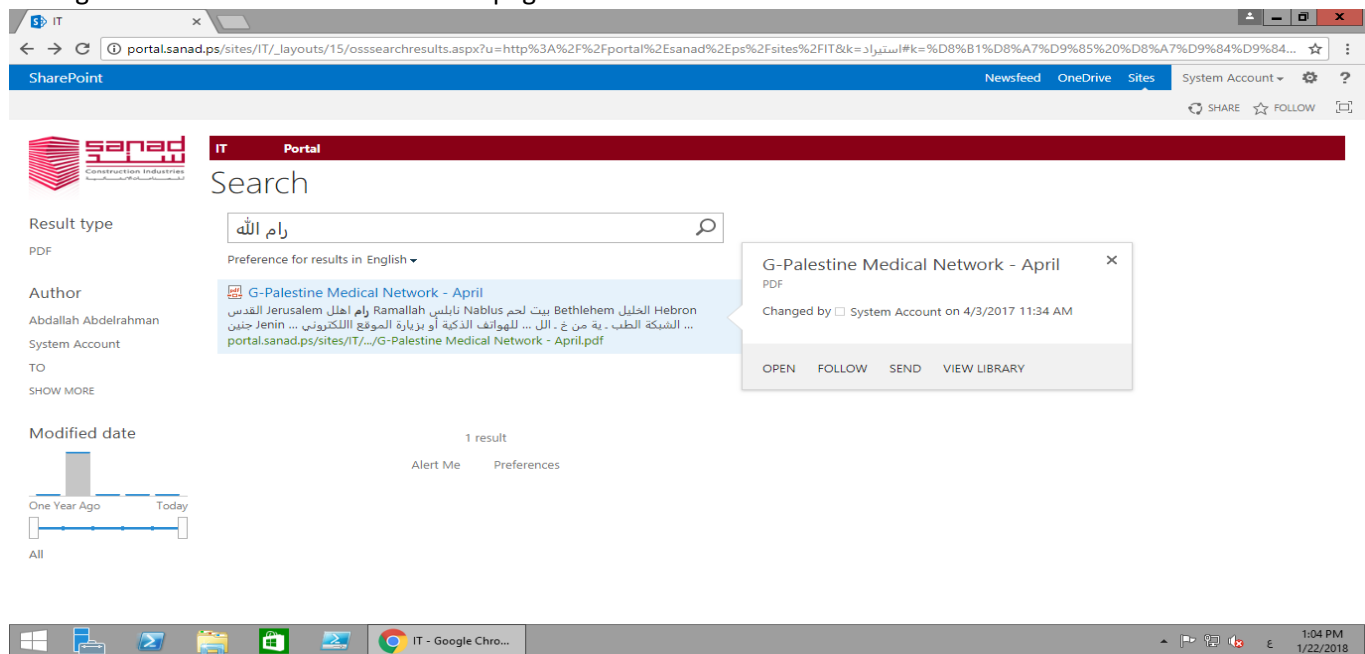 IT
portal.sanad.ps/sites/IT/_layouts/15/osssearchresults.aspx?u=http%3A%2F%2Fportal%2Esanad%2Eps%2Fsites%2FIT&k=استيراد#k=%D8%B1%D8%A7%D9%85%20%D8%A7%D9%84%D9%84...
SharePoint
Newsfeed OneDrive Sites System Account ?
SHARE FOLLOW
sanad
سند
Construction Industries
IT Portal
Search
Result type
PDF
رام الله
Preference for results in English
Author
Abdallah Abdelrahman
System Account
TO
SHOW MORE
G-Palestine Medical Network - April
Hebron الخليل Bethlehem بيت لحم Nablus نابلس Ramallah رام اهلل Jerusalem القدس
... الشبكة الطب ـ ية من خ ـ الل ... للهواتف الذكية أو بزيارة الموقع االلكتروني ... Jenin جنين
portal.sanad.ps/sites/IT/.../G-Palestine Medical Network - April.pdf
G-Palestine Medical Network - April
PDF
Changed by System Account on 4/3/2017 11:34 AM
OPEN FOLLOW SEND VIEW LIBRARY
Modified date
One Year Ago Today
All
1 result
Alert Me Preferences
IT - Google Chro...
ع
1:04 PM
1/22/2018